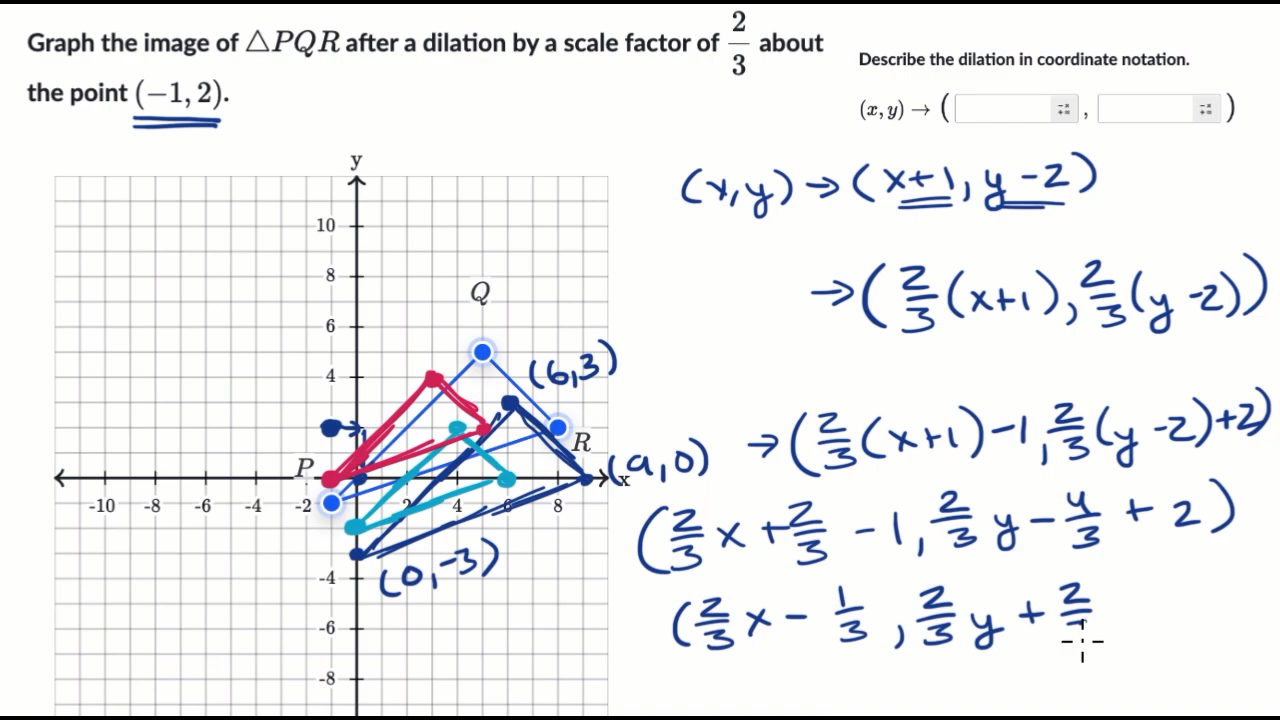 Graph the image of △PQR after a dilation by a scale factor of 2/3 about
the point (−1, 2).
Describe the dilation in coordinate notation.
(x, y) → ( , )
(x,y) → (x+1, y-2)
→ (2/3(x+1), 2/3(y-2))
→ (2/3(x+1)-1, 2/3(y-2)+2)
(2/3x + 2/3 - 1, 2/3y - 4/3 + 2)
(2/3x - 1/3, 2/3y + 2/
y
10
8
Q
6
(6,3)
4
R
P
(9,0)
x
-10 -8 -6 -4 -2 2 4 6 8
(0,-3)
-4
-6
-8